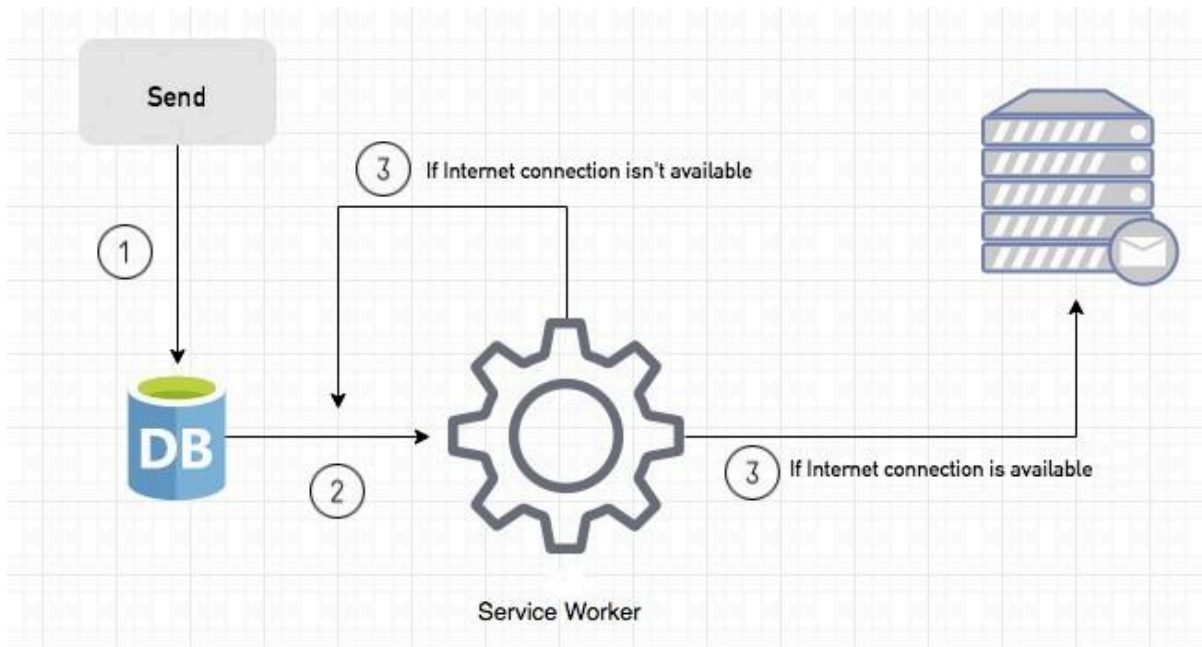 Send
3 If Internet connection isn't available
1
DB
2
3 If Internet connection is available
Service Worker